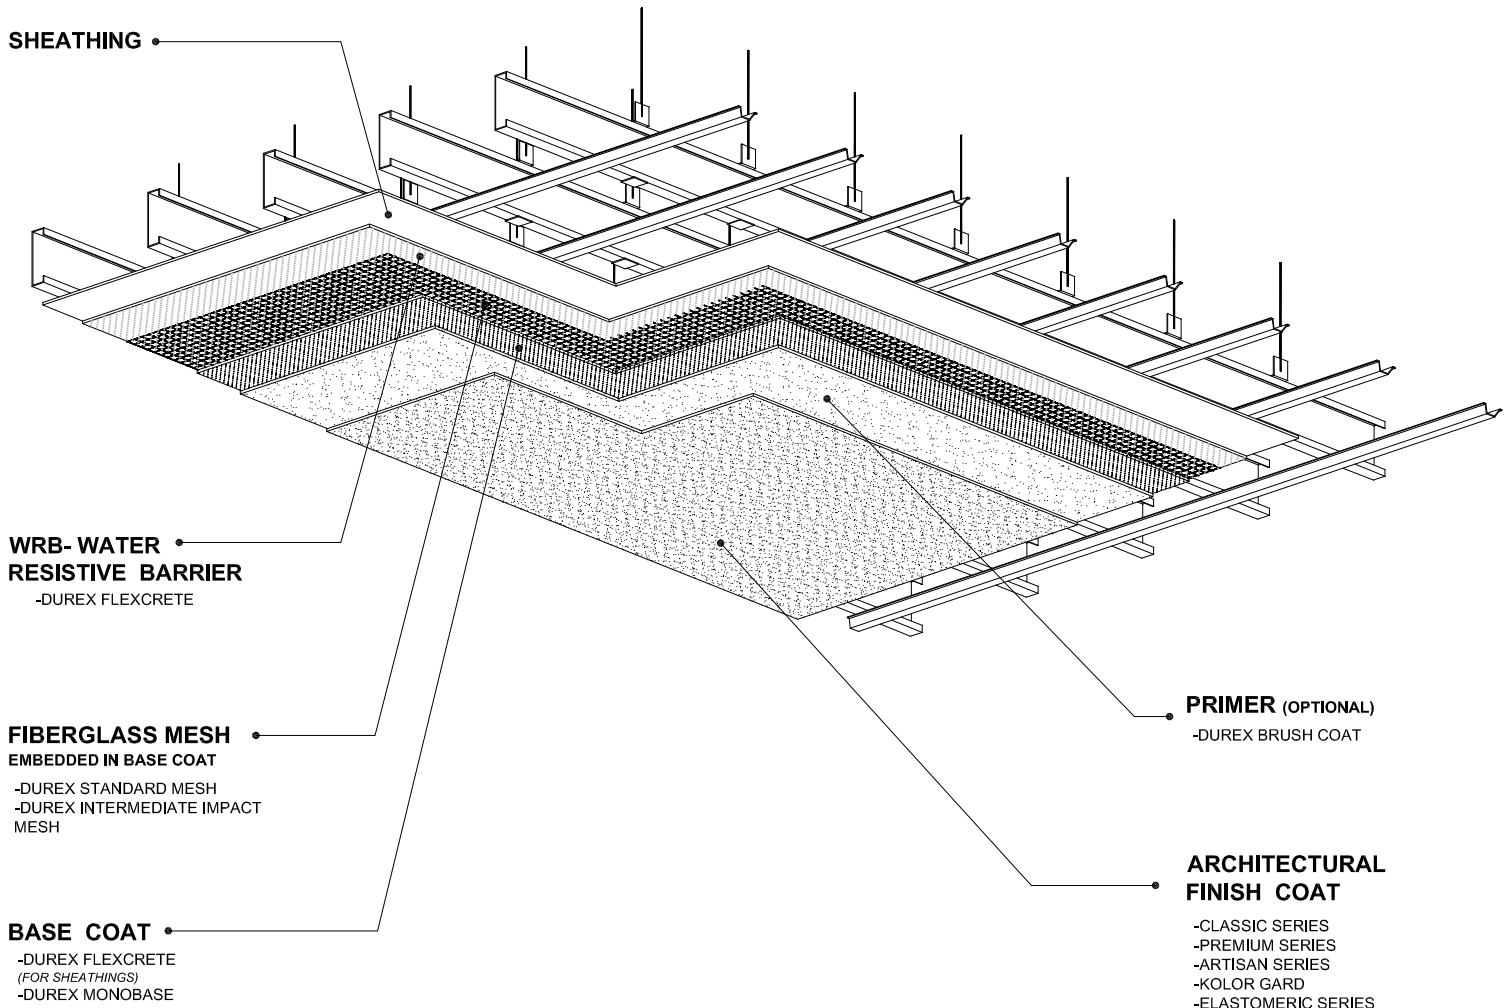 SHEATHING
WRB- WATER
RESISTIVE BARRIER
-DUREX FLEXCRETE
FIBERGLASS MESH
EMBEDDED IN BASE COAT
-DUREX STANDARD MESH
-DUREX INTERMEDIATE IMPACT
MESH
BASE COAT
-DUREX FLEXCRETE
(FOR SHEATHINGS)
-DUREX MONOBASE
PRIMER (OPTIONAL)
-DUREX BRUSH COAT
ARCHITECTURAL
FINISH COAT
-CLASSIC SERIES
-PREMIUM SERIES
-ARTISAN SERIES
-KOLOR GARD
-ELASTOMERIC SERIES